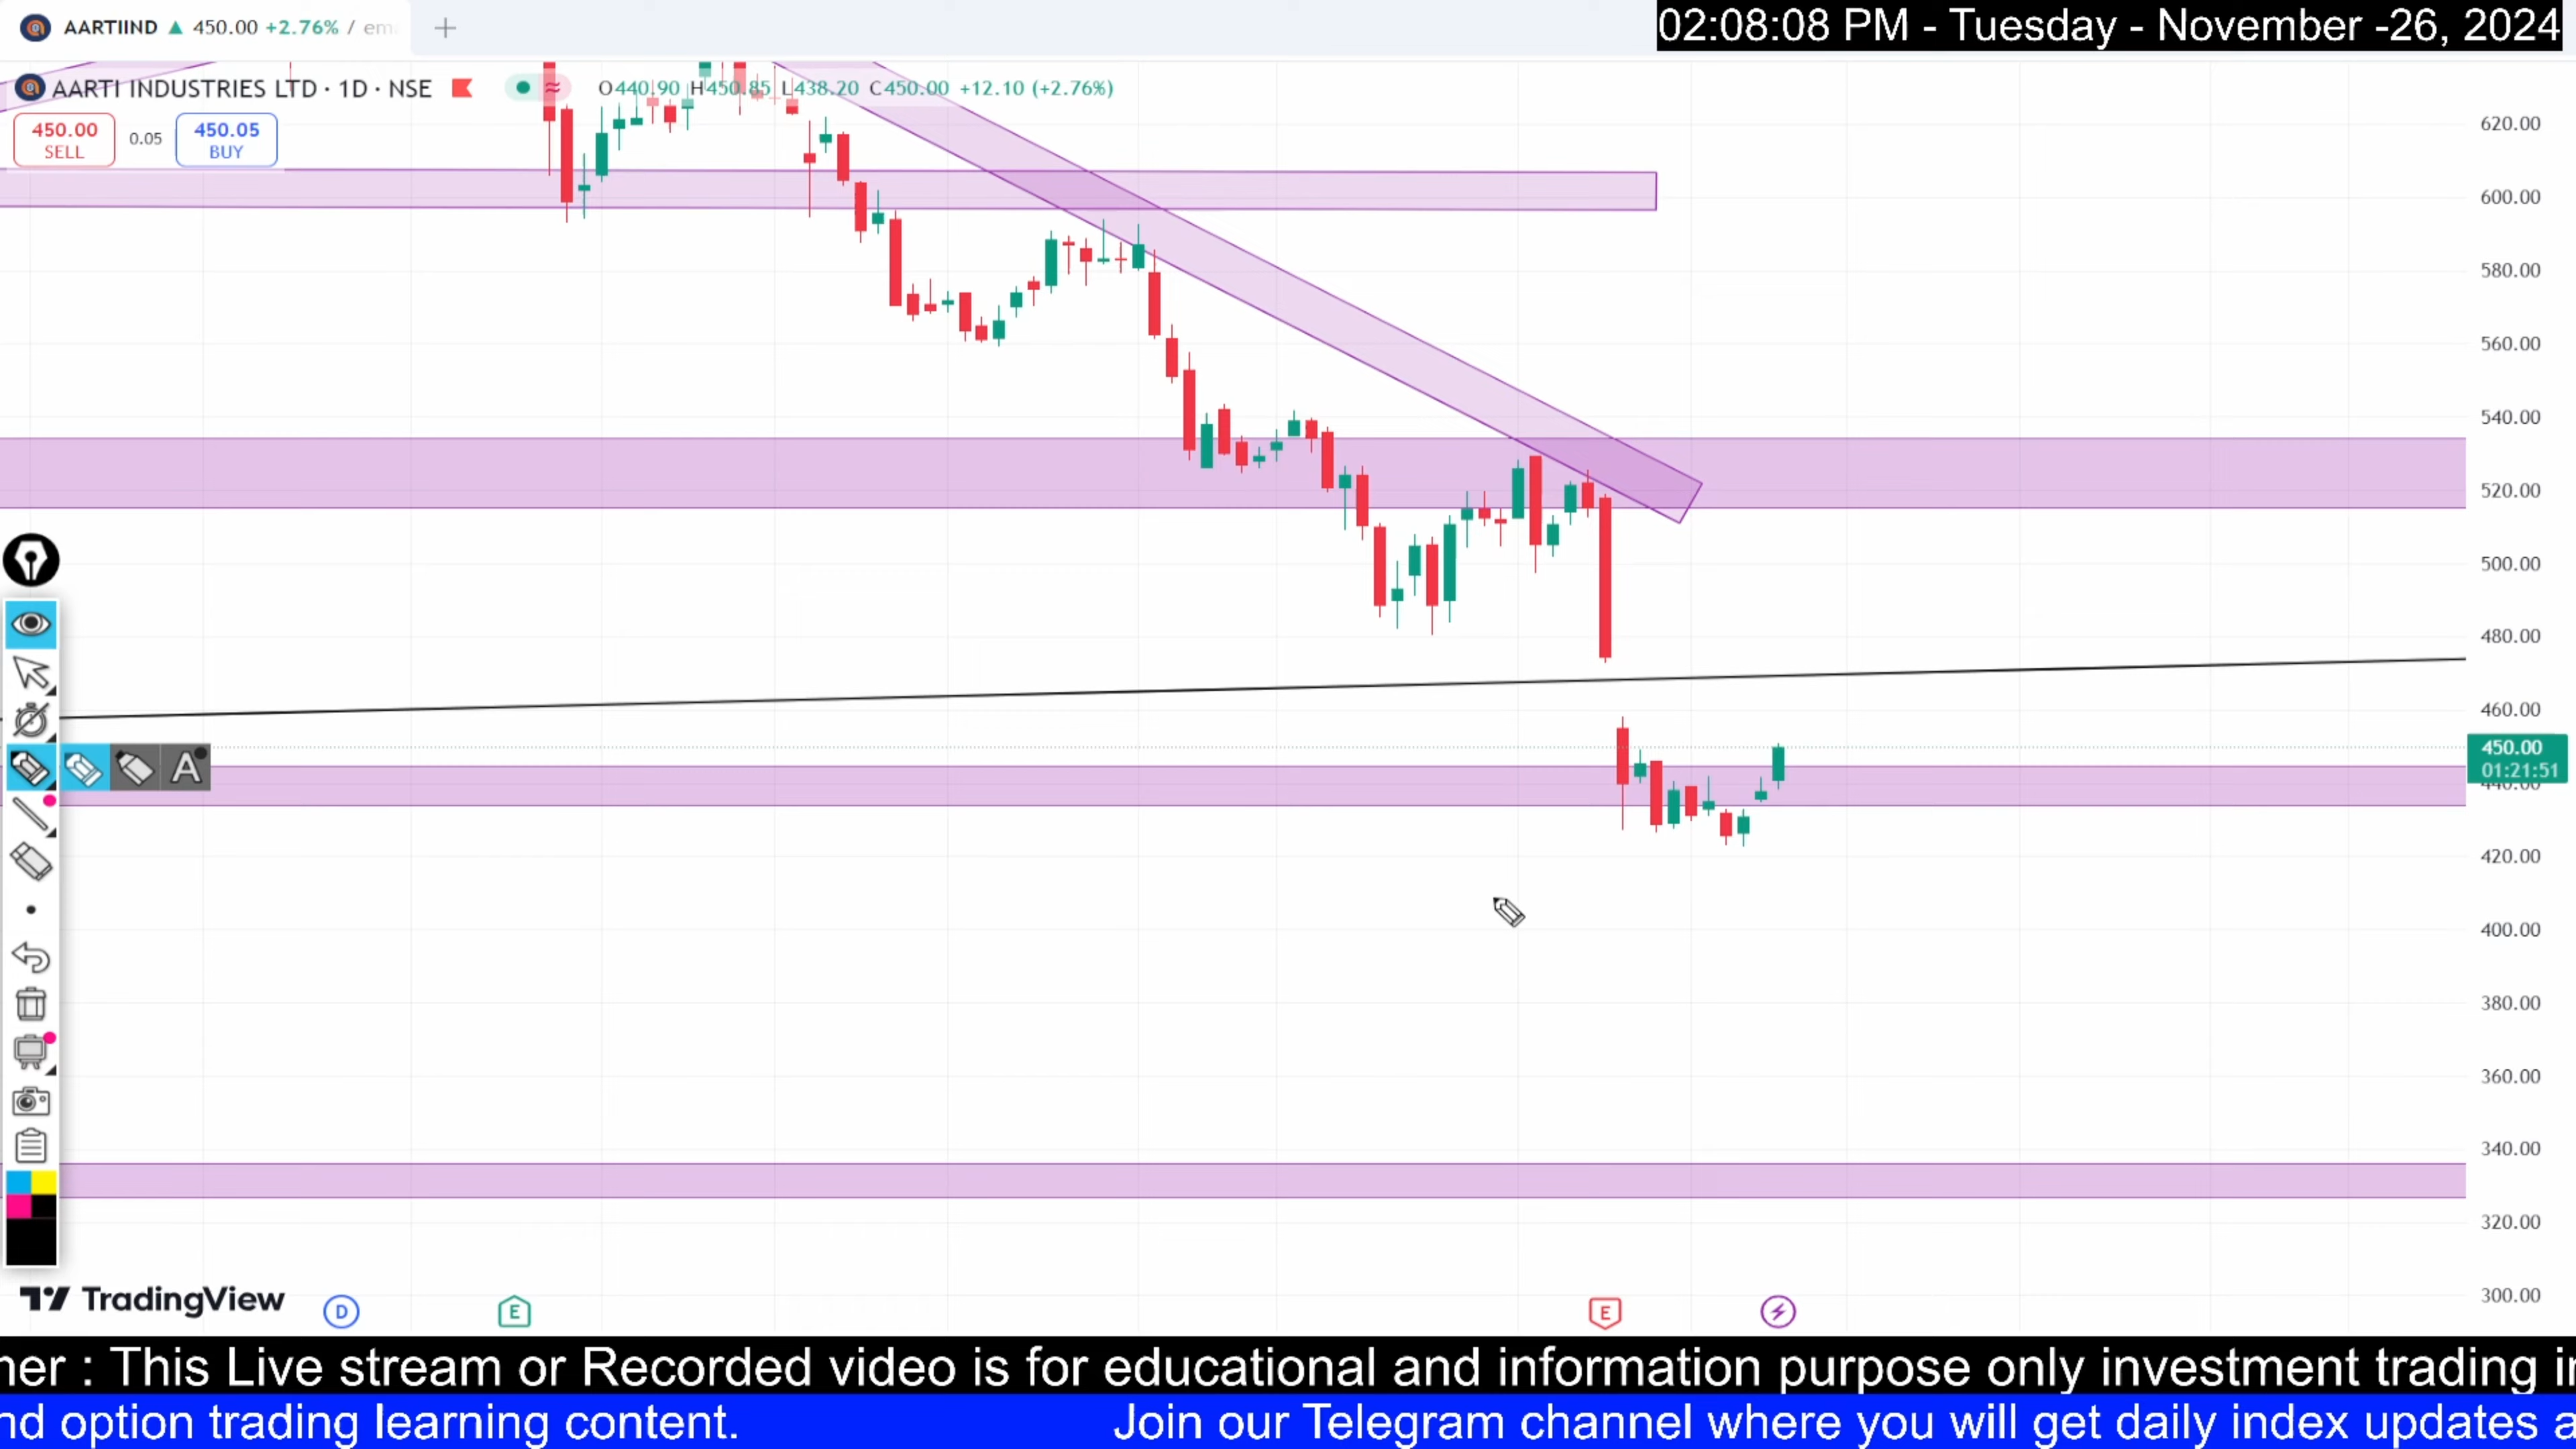 AARTIIND ▲ 450.00 +2.76% / em
02:08:08 PM - Tuesday - November -26, 2024
AARTI INDUSTRIES LTD · 1D · NSE
O440.90 H450.85 L438.20 C450.00 +12.10 (+2.76%)
450.00
SELL
0.05
450.05
BUY
620.00
600.00
580.00
560.00
540.00
520.00
500.00
480.00
460.00
450.00
01:21:51
440.00
420.00
400.00
380.00
360.00
340.00
320.00
300.00
A
TradingView
D
E
E
ner : This Live stream or Recorded video is for educational and information purpose only investment trading in
nd option trading learning content.
Join our Telegram channel where you will get daily index updates a